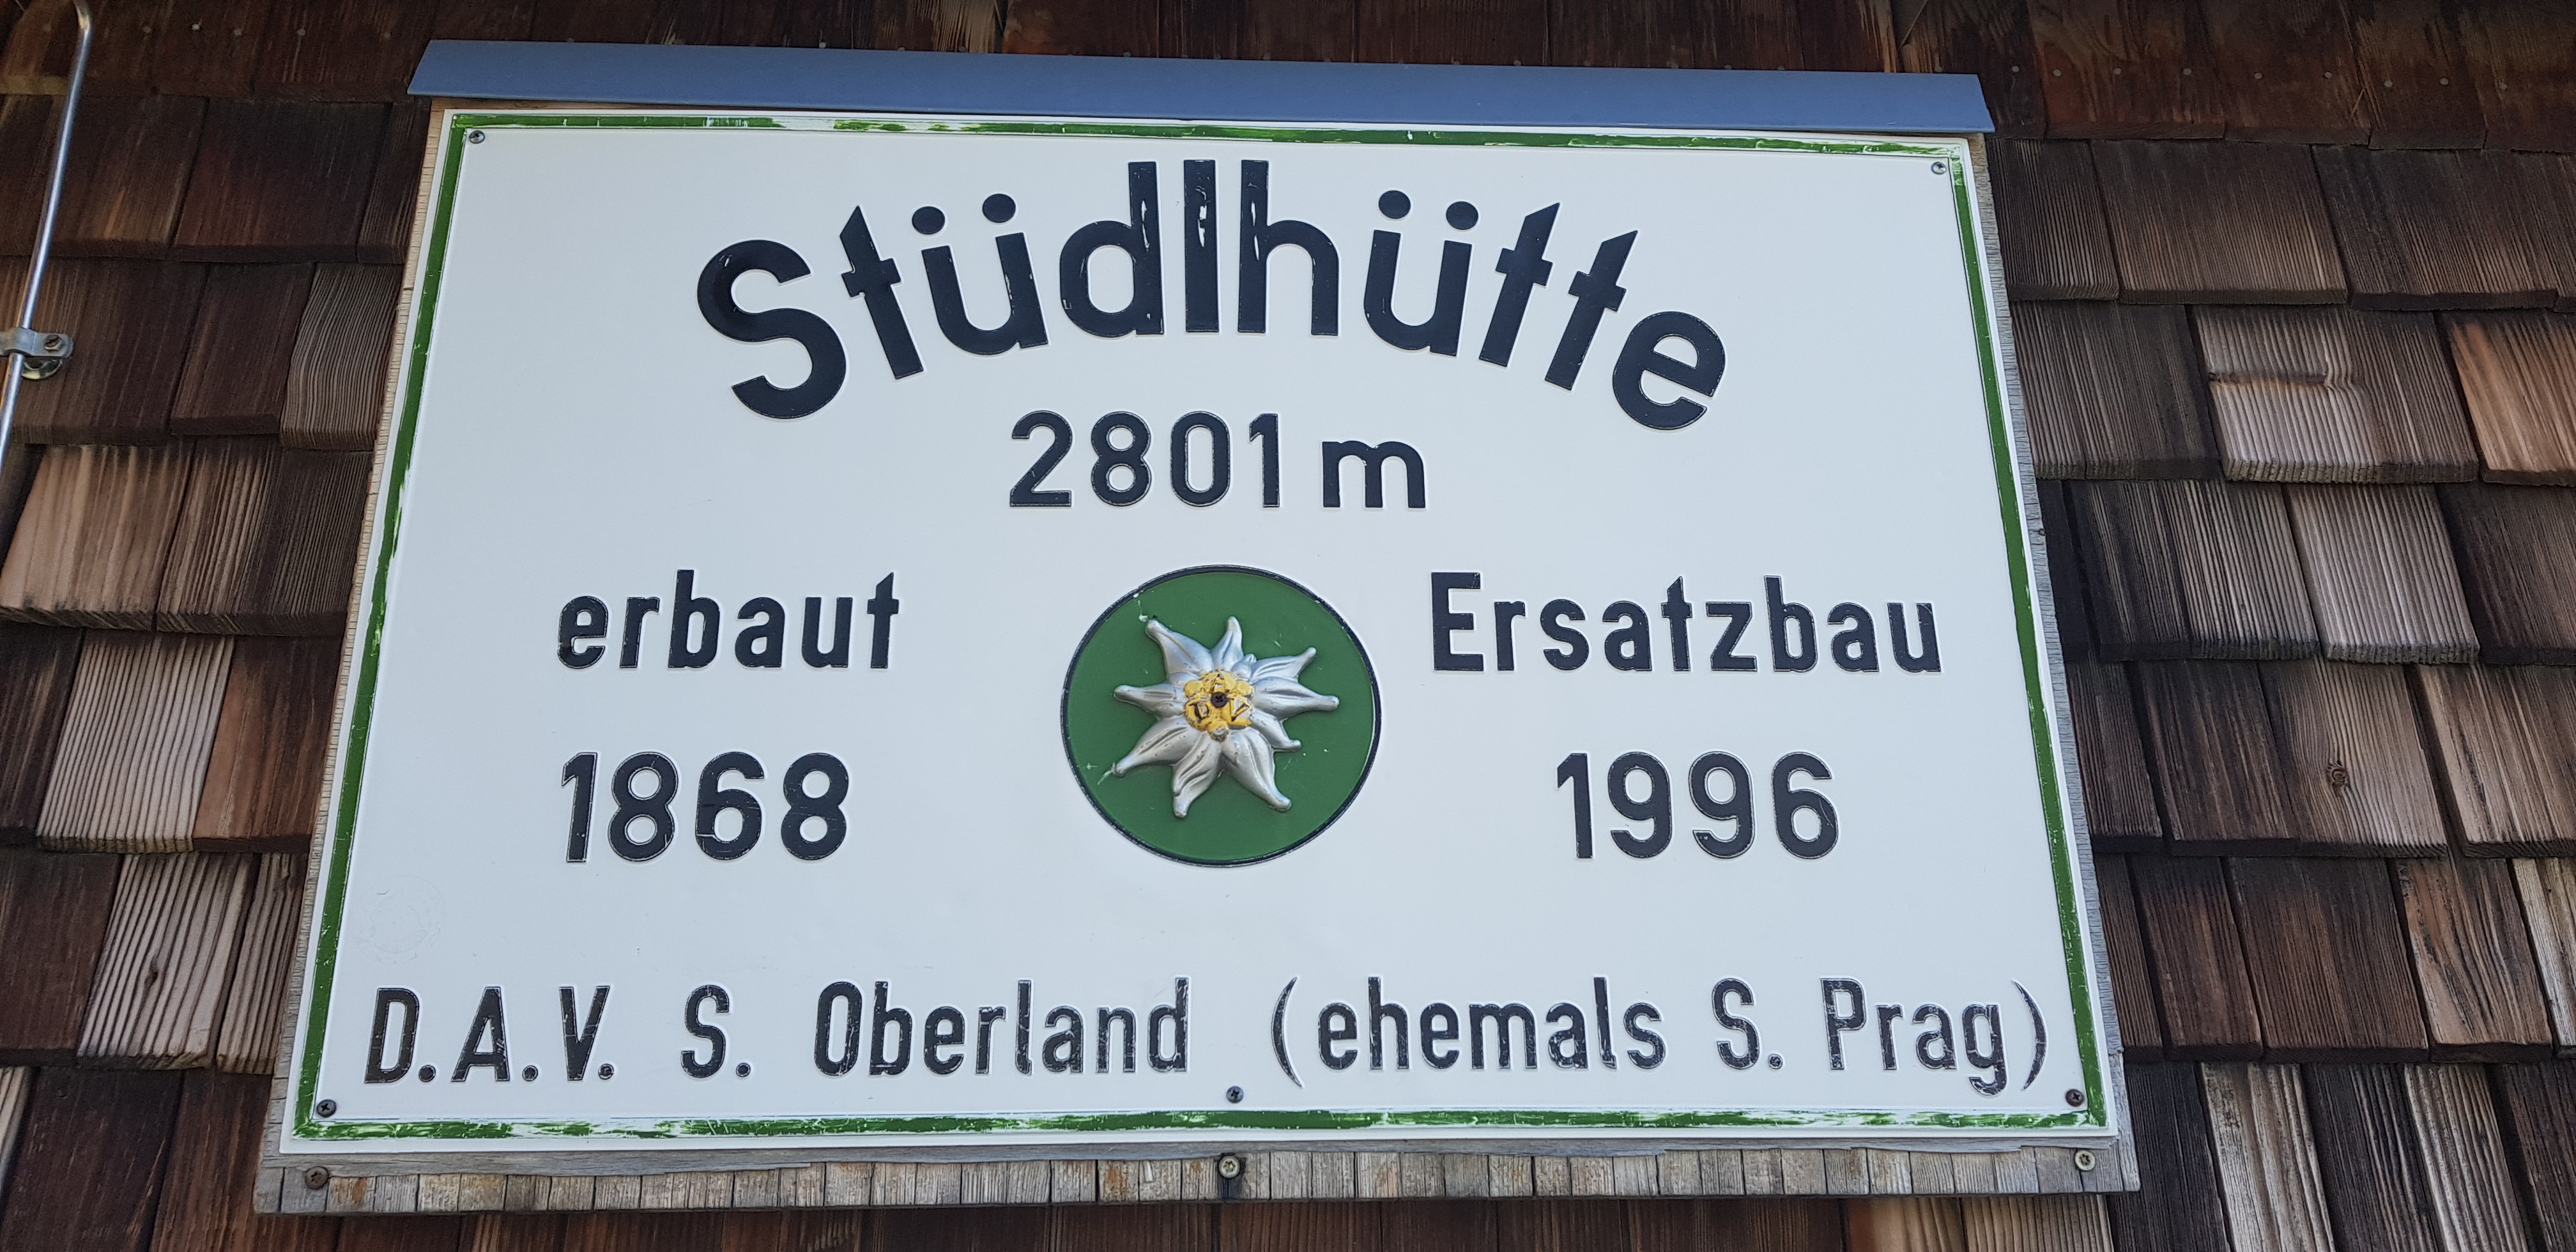 Stüdlhütte
2801 m
erbaut
1868
Ersatzbau
1996
D.A.V. S. Oberland (ehemals S. Prag)